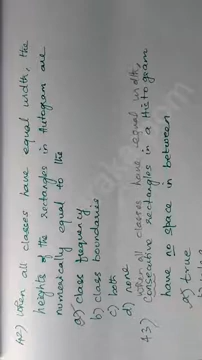 42) when all classes have equal width, the
heights of the rectangles in histogram are
numerically equal to the
a) class frequency
b) class boundaries
c) both
d) none
43) when all classes have equal width,
consecutive rectangles in a Histogram
have no space in between
a) true